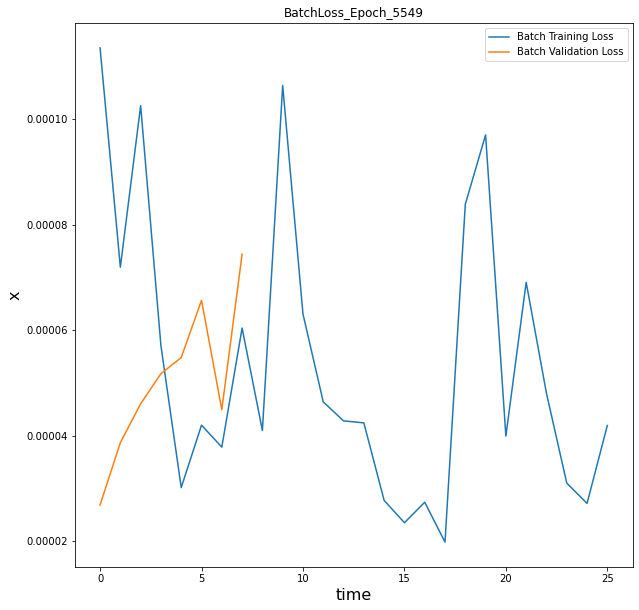 BatchLoss_Epoch_5549
Batch Training Loss
Batch Validation Loss
0.00010
0.00008
0.00006
0.00004
0.00002
x
0 5 10 15 20 25
time